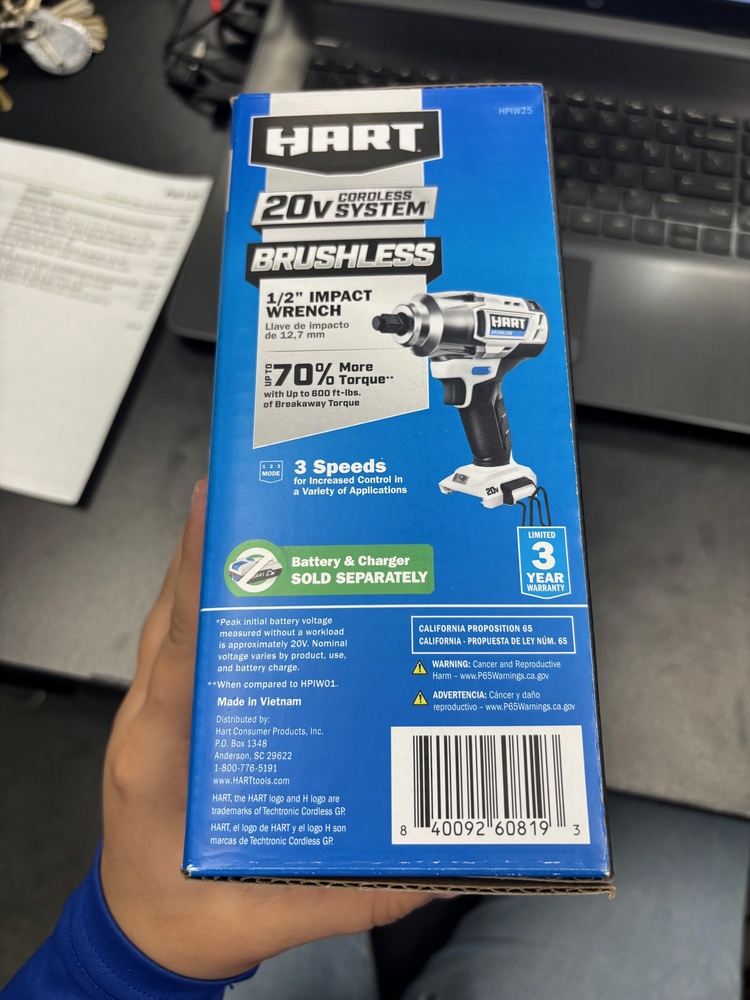 HPIW25
HART
20V CORDLESS SYSTEM™
BRUSHLESS
1/2" IMPACT
WRENCH
Llave de impacto
de 12,7 mm
UP TO 70% More Torque**
with Up to 600 ft-lbs.
of Breakaway Torque
HART
BRUSHLESS
20V
1 2 3
MODE
3 Speeds
for Increased Control in
a Variety of Applications
Battery & Charger
SOLD SEPARATELY
LIMITED
3
YEAR
WARRANTY
*Peak initial battery voltage
measured without a workload
is approximately 20V. Nominal
voltage varies by product, use,
and battery charge.
**When compared to HPIW01.
Made in Vietnam
Distributed by:
Hart Consumer Products, Inc.
P.O. Box 1348
Anderson, SC 29622
1-800-776-5191
www.HARTtools.com
HART, the HART logo and H logo are
trademarks of Techtronic Cordless GP.
HART, el logo de HART y el logo H son
marcas de Techtronic Cordless GP.
CALIFORNIA PROPOSITION 65
CALIFORNIA - PROPUESTA DE LEY NÚM. 65
WARNING: Cancer and Reproductive
Harm – www.P65Warnings.ca.gov
ADVERTENCIA: Cáncer y daño
reproductivo – www.P65Warnings.ca.gov
8 40092 60819 3